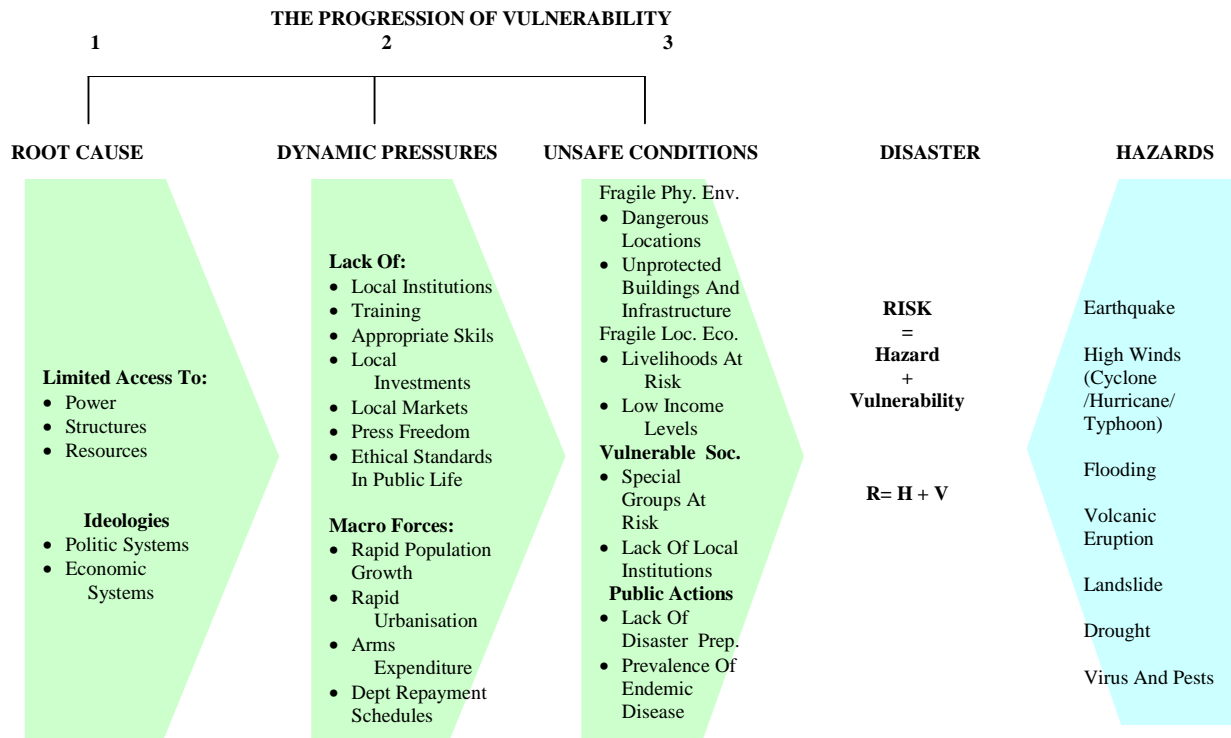 THE PROGRESSION OF VULNERABILITY
1 2 3
ROOT CAUSE
Limited Access To:
• Power
• Structures
• Resources
Ideologies
• Politic Systems
• Economic
Systems
DYNAMIC PRESSURES
Lack Of:
• Local Institutions
• Training
• Appropriate Skils
• Local
Investments
• Local Markets
• Press Freedom
• Ethical Standards
In Public Life
Macro Forces:
• Rapid Population
Growth
• Rapid
Urbanisation
• Arms
Expenditure
• Dept Repayment
Schedules
UNSAFE CONDITIONS
Fragile Phy. Env.
• Dangerous
Locations
• Unprotected
Buildings And
Infrastructure
Fragile Loc. Eco.
• Livelihoods At
Risk
• Low Income
Levels
Vulnerable Soc.
• Special
Groups At
Risk
• Lack Of Local
Institutions
Public Actions
• Lack Of
Disaster Prep.
• Prevalence Of
Endemic
Disease
DISASTER
RISK
=
Hazard
+
Vulnerability
R= H + V
HAZARDS
Earthquake
High Winds
(Cyclone
/Hurricane/
Typhoon)
Flooding
Volcanic
Eruption
Landslide
Drought
Virus And Pests